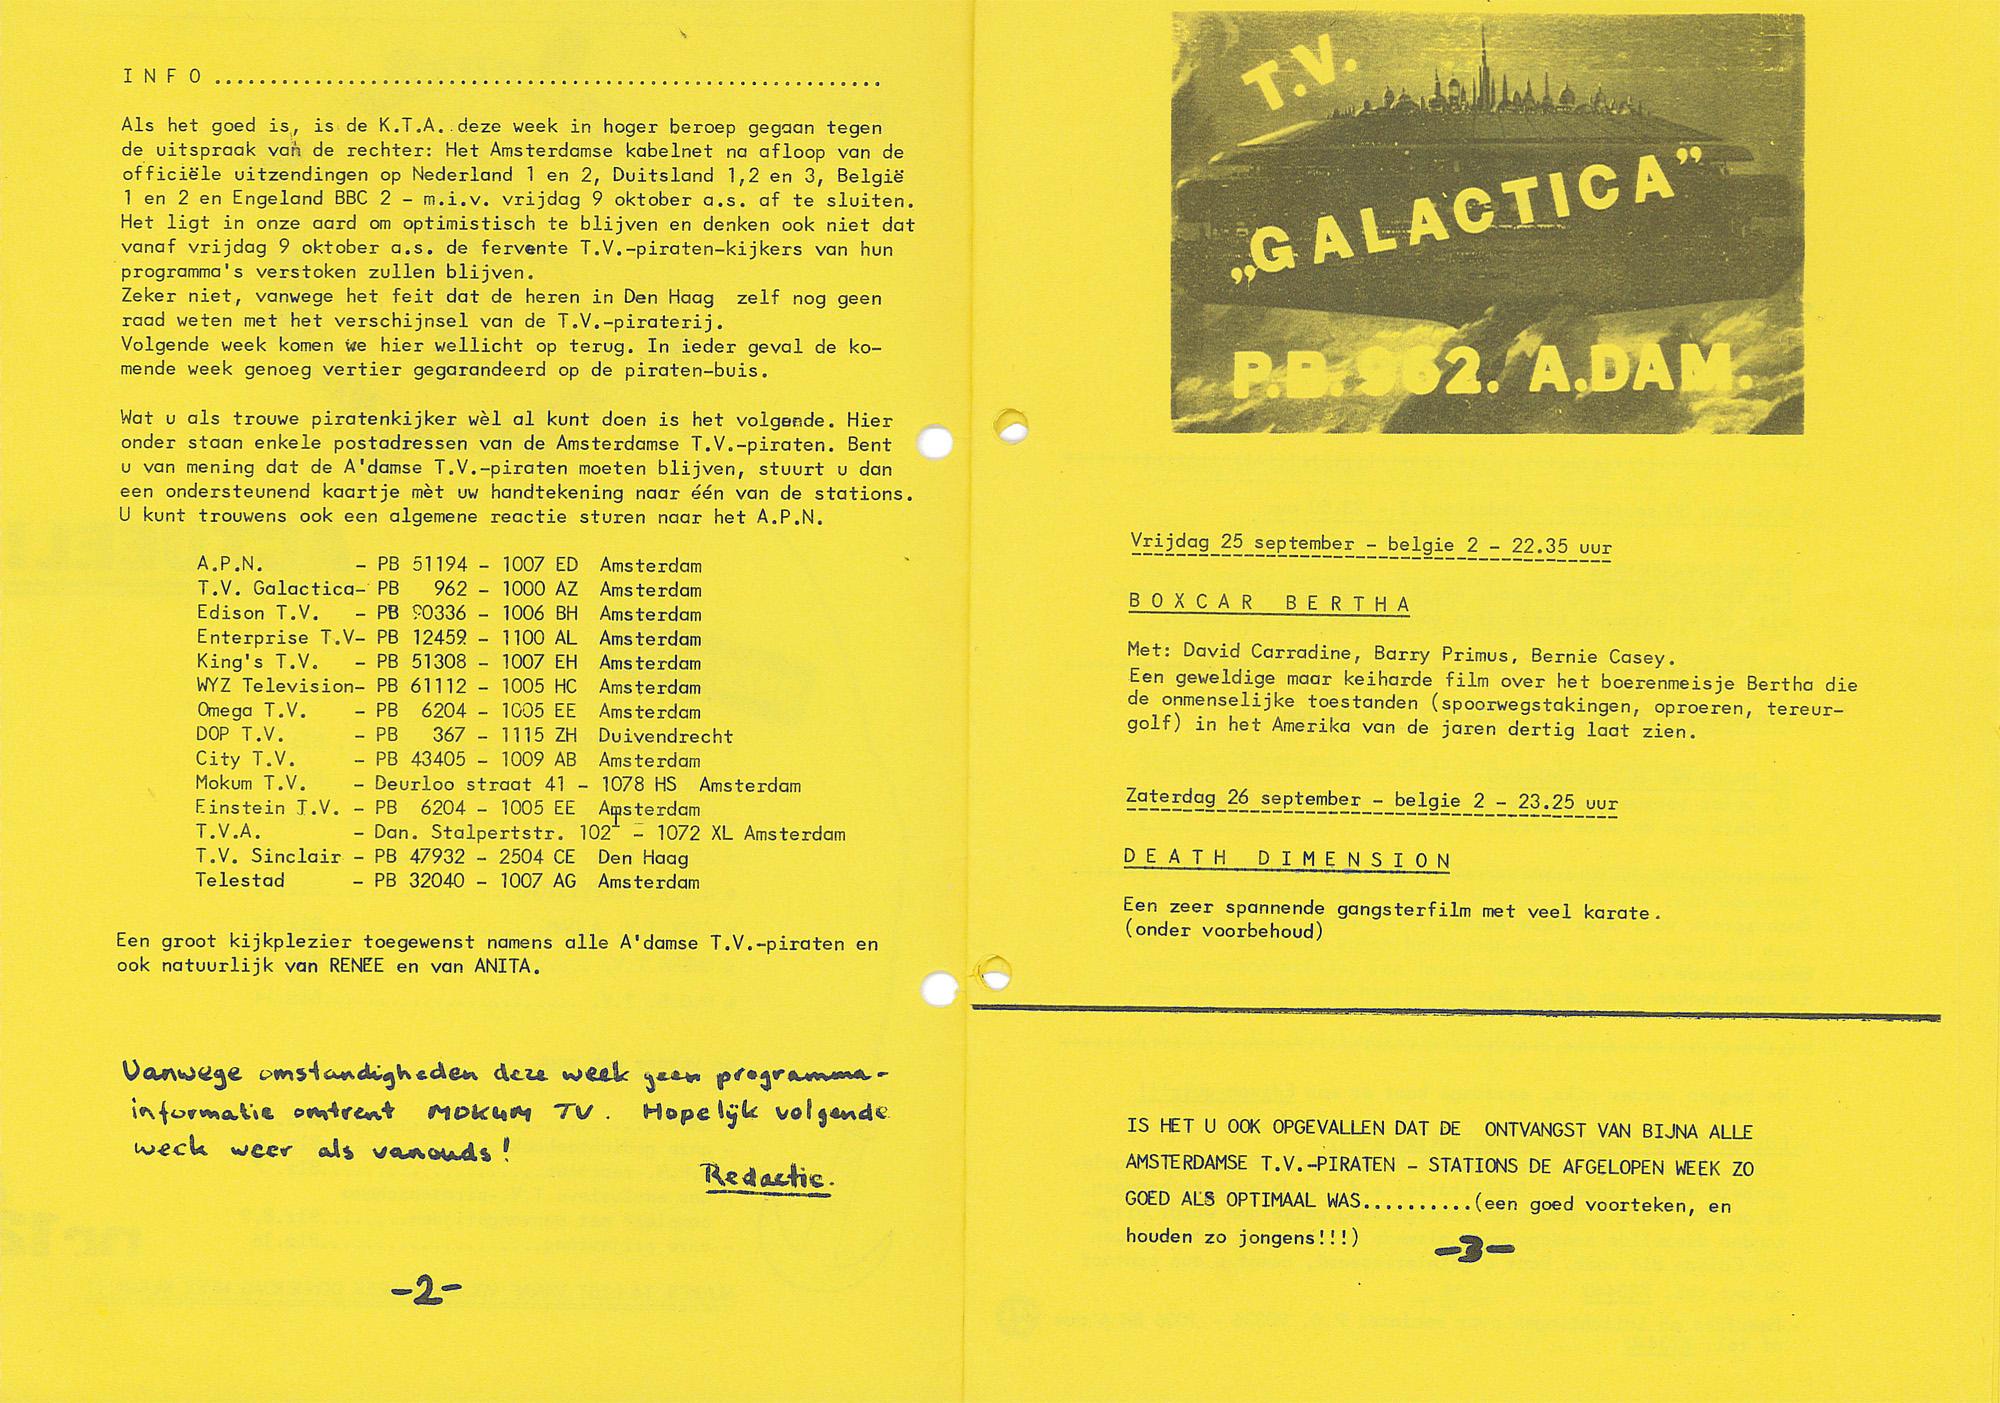 I N F O ............................................................
Als het goed is, is de K.T.A. deze week in hoger beroep gegaan tegen
de uitspraak van de rechter: Het Amsterdamse kabelnet na afloop van de
officiële uitzendingen op Nederland 1 en 2, Duitsland 1,2 en 3, België
1 en 2 en Engeland BBC 2 - m.i.v. vrijdag 9 oktober a.s. af te sluiten.
Het ligt in onze aard om optimistisch te blijven en denken ook niet dat
vanaf vrijdag 9 oktober a.s. de fervente T.V.-piraten-kijkers van hun
programma's verstoken zullen blijven.
Zeker niet, vanwege het feit dat de heren in Den Haag zelf nog geen
raad weten met het verschijnsel van de T.V.-piraterij.
Volgende week komen we hier wellicht op terug. In ieder geval de ko-
mende week genoeg vertier gegarandeerd op de piraten-buis.
Wat u als trouwe piratenkijker wèl al kunt doen is het volgende. Hier
onder staan enkele postadressen van de Amsterdamse T.V.-piraten. Bent
u van mening dat de A'damse T.V.-piraten moeten blijven, stuurt u dan
een ondersteunend kaartje mèt uw handtekening naar één van de stations.
U kunt trouwens ook een algemene reactie sturen naar het A.P.N.
A.P.N. - PB 51194 - 1007 ED Amsterdam
T.V. Galactica- PB 962 - 1000 AZ Amsterdam
Edison T.V. - PB 90336 - 1006 BH Amsterdam
Enterprise T.V- PB 12459 - 1100 AL Amsterdam
King's T.V. - PB 51308 - 1007 EH Amsterdam
WYZ Television- PB 61112 - 1005 HC Amsterdam
Omega T.V. - PB 6204 - 1005 EE Amsterdam
DOP T.V. - PB 367 - 1115 ZH Duivendrecht
City T.V. - PB 43405 - 1009 AB Amsterdam
Mokum T.V. - Deurloo straat 41 - 1078 HS Amsterdam
Einstein T.V. - PB 6204 - 1005 EE Amsterdam
T.V.A. - Dan. Stalpertstr. 102 I - 1072 XL Amsterdam
T.V. Sinclair - PB 47932 - 2504 CE Den Haag
Telestad - PB 32040 - 1007 AG Amsterdam
Een groot kijkplezier toegewenst namens alle A'damse T.V.-piraten en
ook natuurlijk van RENEE en van ANITA.
Vanwege omstandigheden deze week geen programma-
informatie omtrent MOKUM TV. Hopelijk volgende
week weer als vanouds!
Redactie.
-2-
T.V.
„GALACTICA”
P.B. 962. A.DAM.
Vrijdag 25 september - belgie 2 - 22.35 uur
B O X C A R  B E R T H A
Met: David Carradine, Barry Primus, Bernie Casey.
Een geweldige maar keiharde film over het boerenmeisje Bertha die
de onmenselijke toestanden (spoorwegstakingen, oproeren, tereur-
golf) in het Amerika van de jaren dertig laat zien.
Zaterdag 26 september - belgie 2 - 23.25 uur
D E A T H  D I M E N S I O N
Een zeer spannende gangsterfilm met veel karate.
(onder voorbehoud)
IS HET U OOK OPGEVALLEN DAT DE ONTVANGST VAN BIJNA ALLE
AMSTERDAMSE T.V.-PIRATEN - STATIONS DE AFGELOPEN WEEK ZO
GOED ALS OPTIMAAL WAS..........(een goed voorteken, en
houden zo jongens!!!)
-3-